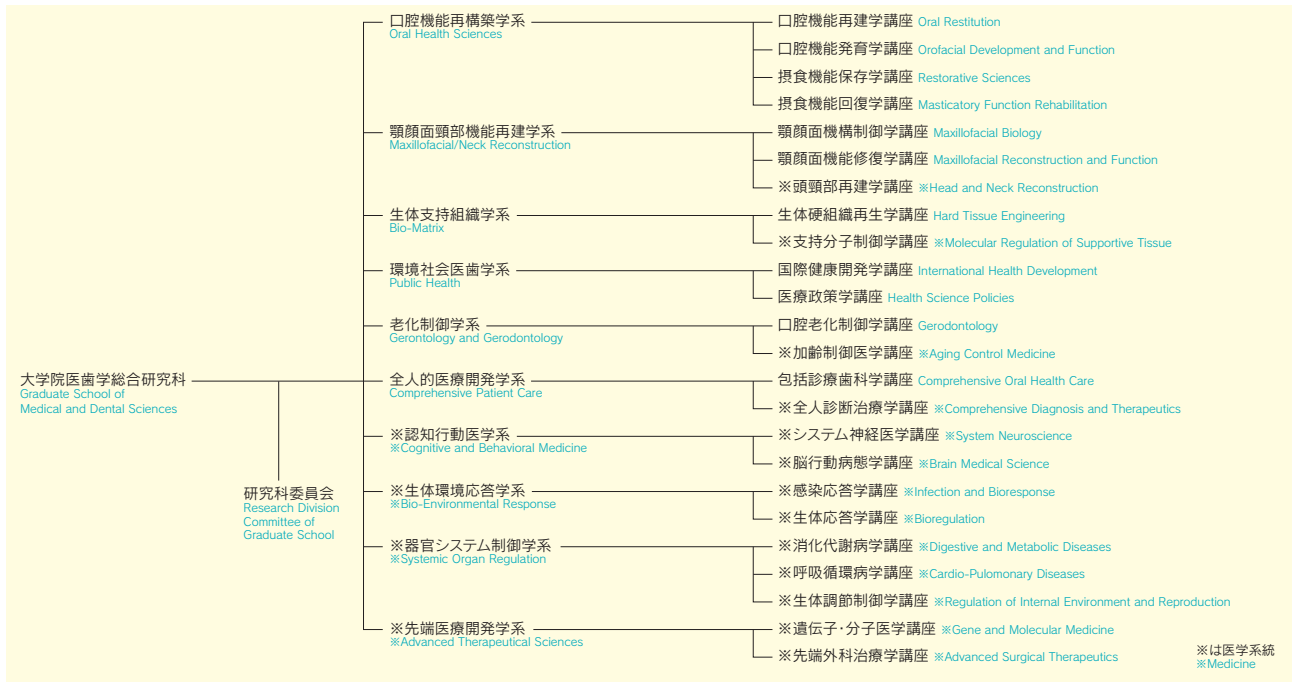 大学院医歯学総合研究科
Graduate School of
Medical and Dental Sciences
研究科委員会
Research Division
Committee of
Graduate School
口腔機能再構築学系
Oral Health Sciences
口腔機能再建学講座 Oral Restitution
口腔機能発育学講座 Orofacial Development and Function
摂食機能保存学講座 Restorative Sciences
摂食機能回復学講座 Masticatory Function Rehabilitation
顎顔面頸部機能再建学系
Maxillofacial/Neck Reconstruction
顎顔面機構制御学講座 Maxillofacial Biology
顎顔面機能修復学講座 Maxillofacial Reconstruction and Function
※頭頸部再建学講座 ※Head and Neck Reconstruction
生体支持組織学系
Bio-Matrix
生体硬組織再生学講座 Hard Tissue Engineering
※支持分子制御学講座 ※Molecular Regulation of Supportive Tissue
環境社会医歯学系
Public Health
国際健康開発学講座 International Health Development
医療政策学講座 Health Science Policies
老化制御学系
Gerontology and Gerodontology
口腔老化制御学講座 Gerodontology
※加齢制御医学講座 ※Aging Control Medicine
全人的医療開発学系
Comprehensive Patient Care
包括診療歯科学講座 Comprehensive Oral Health Care
※全人診断治療学講座 ※Comprehensive Diagnosis and Therapeutics
※認知行動医学系
※Cognitive and Behavioral Medicine
※システム神経医学講座 ※System Neuroscience
※脳行動病態学講座 ※Brain Medical Science
※生体環境応答学系
※Bio-Environmental Response
※感染応答学講座 ※Infection and Bioresponse
※生体応答学講座 ※Bioregulation
※器官システム制御学系
※Systemic Organ Regulation
※消化代謝病学講座 ※Digestive and Metabolic Diseases
※呼吸循環病学講座 ※Cardio-Pulomonary Diseases
※生体調節制御学講座 ※Regulation of Internal Environment and Reproduction
※先端医療開発学系
※Advanced Therapeutical Sciences
※遺伝子・分子医学講座 ※Gene and Molecular Medicine
※先端外科治療学講座 ※Advanced Surgical Therapeutics
※は医学系統
※Medicine